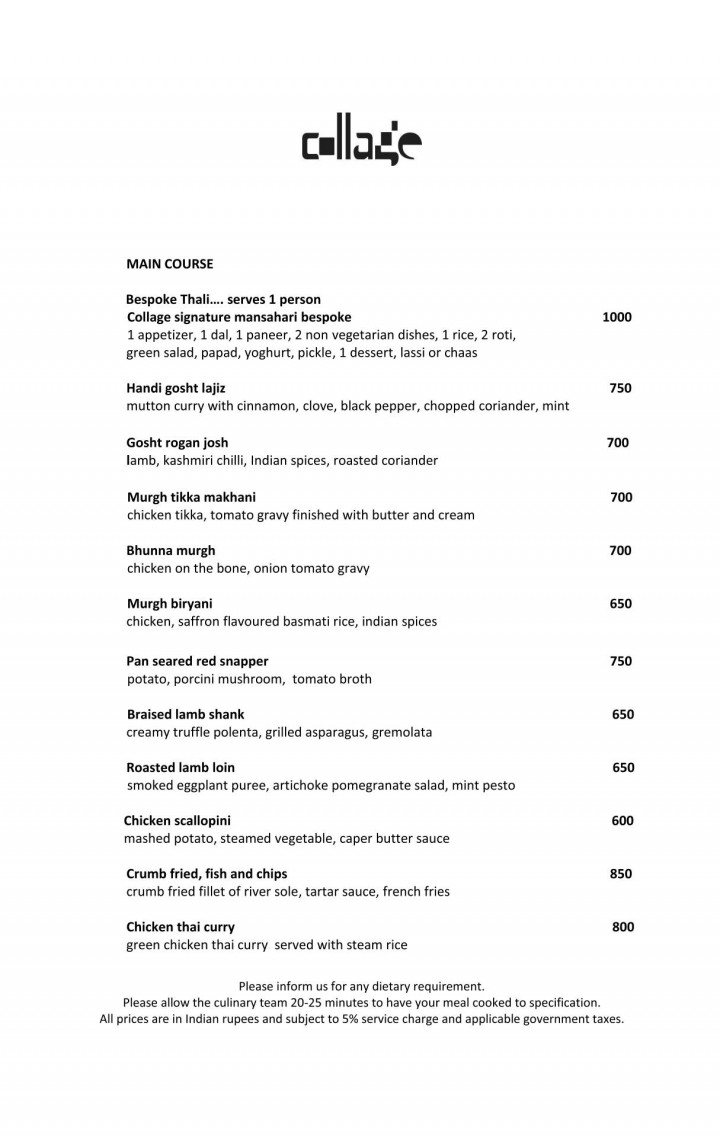 collage
MAIN COURSE
Bespoke Thali.... serves 1 person
Collage signature mansahari bespoke 1000
1 appetizer, 1 dal, 1 paneer, 2 non vegetarian dishes, 1 rice, 2 roti,
green salad, papad, yoghurt, pickle, 1 dessert, lassi or chaas
Handi gosht lajiz 750
mutton curry with cinnamon, clove, black pepper, chopped coriander, mint
Gosht rogan josh 700
lamb, kashmiri chilli, Indian spices, roasted coriander
Murgh tikka makhani 700
chicken tikka, tomato gravy finished with butter and cream
Bhunna murgh 700
chicken on the bone, onion tomato gravy
Murgh biryani 650
chicken, saffron flavoured basmati rice, indian spices
Pan seared red snapper 750
potato, porcini mushroom, tomato broth
Braised lamb shank 650
creamy truffle polenta, grilled asparagus, gremolata
Roasted lamb loin 650
smoked eggplant puree, artichoke pomegranate salad, mint pesto
Chicken scallopini 600
mashed potato, steamed vegetable, caper butter sauce
Crumb fried, fish and chips 850
crumb fried fillet of river sole, tartar sauce, french fries
Chicken thai curry 800
green chicken thai curry served with steam rice
Please inform us for any dietary requirement.
Please allow the culinary team 20-25 minutes to have your meal cooked to specification.
All prices are in Indian rupees and subject to 5% service charge and applicable government taxes.